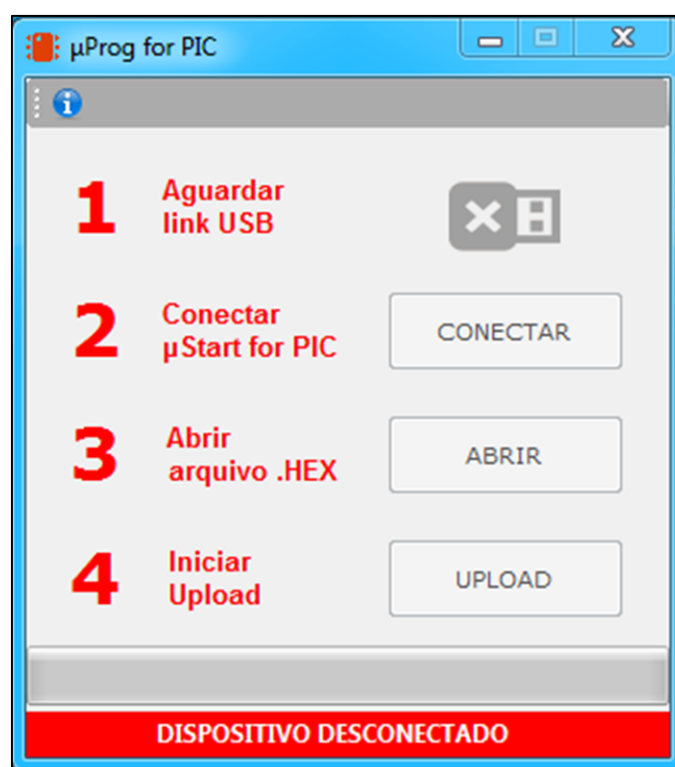 µProg for PIC
1
Aguardar
link USB
2
Conectar
µStart for PIC
CONECTAR
3
Abrir
arquivo .HEX
ABRIR
4
Iniciar
Upload
UPLOAD
DISPOSITIVO DESCONECTADO